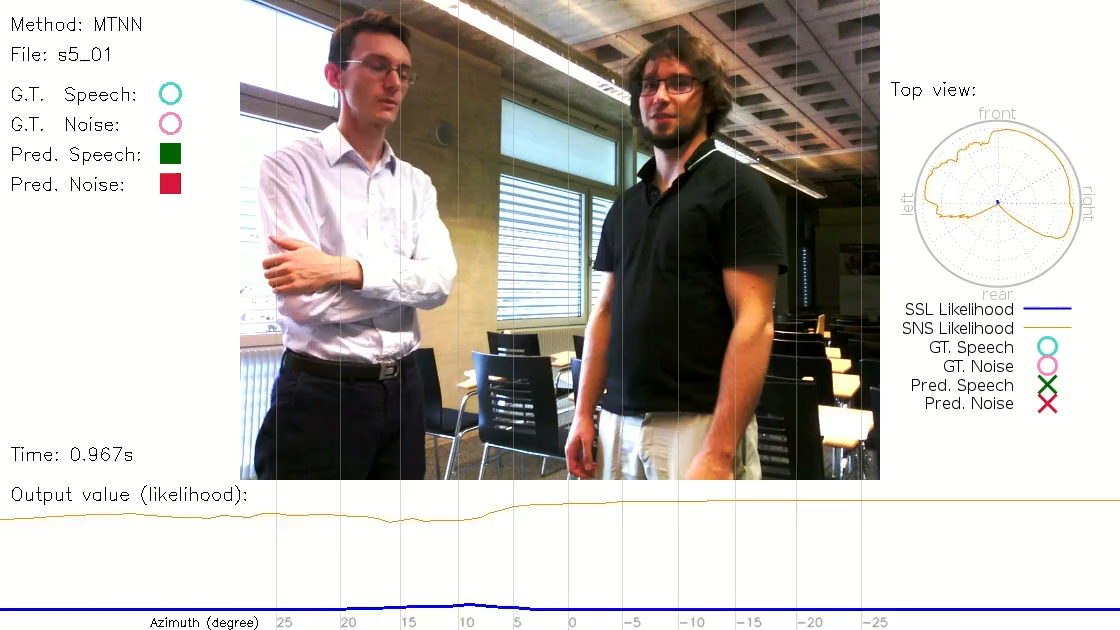 Method: MTNN
File: s5_01
G.T. Speech:
G.T. Noise:
Pred. Speech:
Pred. Noise:
Top view:
front
left
right
rear
SSL Likelihood
SNS Likelihood
GT. Speech
GT. Noise
Pred. Speech
Pred. Noise
Time: 0.967s
Output value (likelihood):
Azimuth (degree) 25 20 15 10 5 0 -5 -10 -15 -20 -25